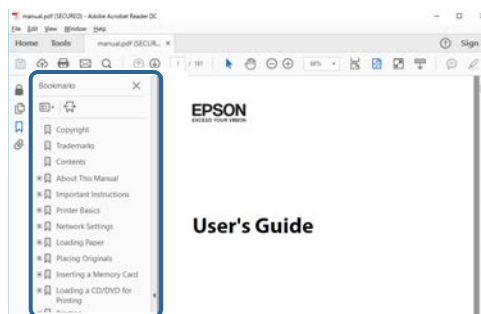 manual.pdf (SECURED) - Adobe Acrobat Reader DC
File Edit View Window Help
Home Tools manual.pdf (SECUR... ×
Sign
1 / 191
Bookmarks
EPSON
EXCEED YOUR VISION
Copyright
Trademarks
Contents
About This Manual
Important Instructions
Printer Basics
Network Settings
User's Guide
Loading Paper
Placing Originals
Inserting a Memory Card
Loading a CD/DVD for
Printing